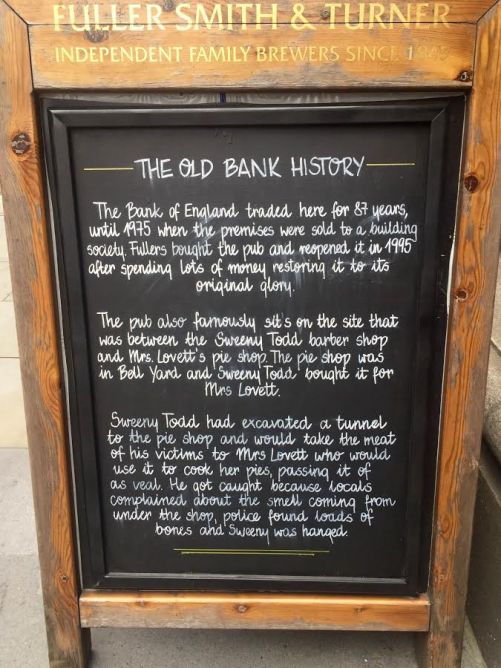 FULLER SMITH & TURNER
INDEPENDENT FAMILY BREWERS SINCE 1845
THE OLD BANK HISTORY
The Bank of England traded here for 87 years,
until 1975 when the premises were sold to a building
society. Fullers bought the pub and reopened it in 1995
after spending lots of money restoring it to its
original glory.
The pub also famously sits on the site that
was between the Sweeny Todd barber shop
and Mrs. Lovett's pie shop. The pie shop was
in Bell Yard and Sweeny Todd bought it for
Mrs Lovett.
Sweeny Todd had excavated a tunnel
to the pie shop and would take the meat
of his victims to Mrs Lovett who would
use it to cook her pies, passing it of
as veal. He got caught because locals
complained about the smell coming from
under the shop, police found loads of
bones and Sweeny was hanged.